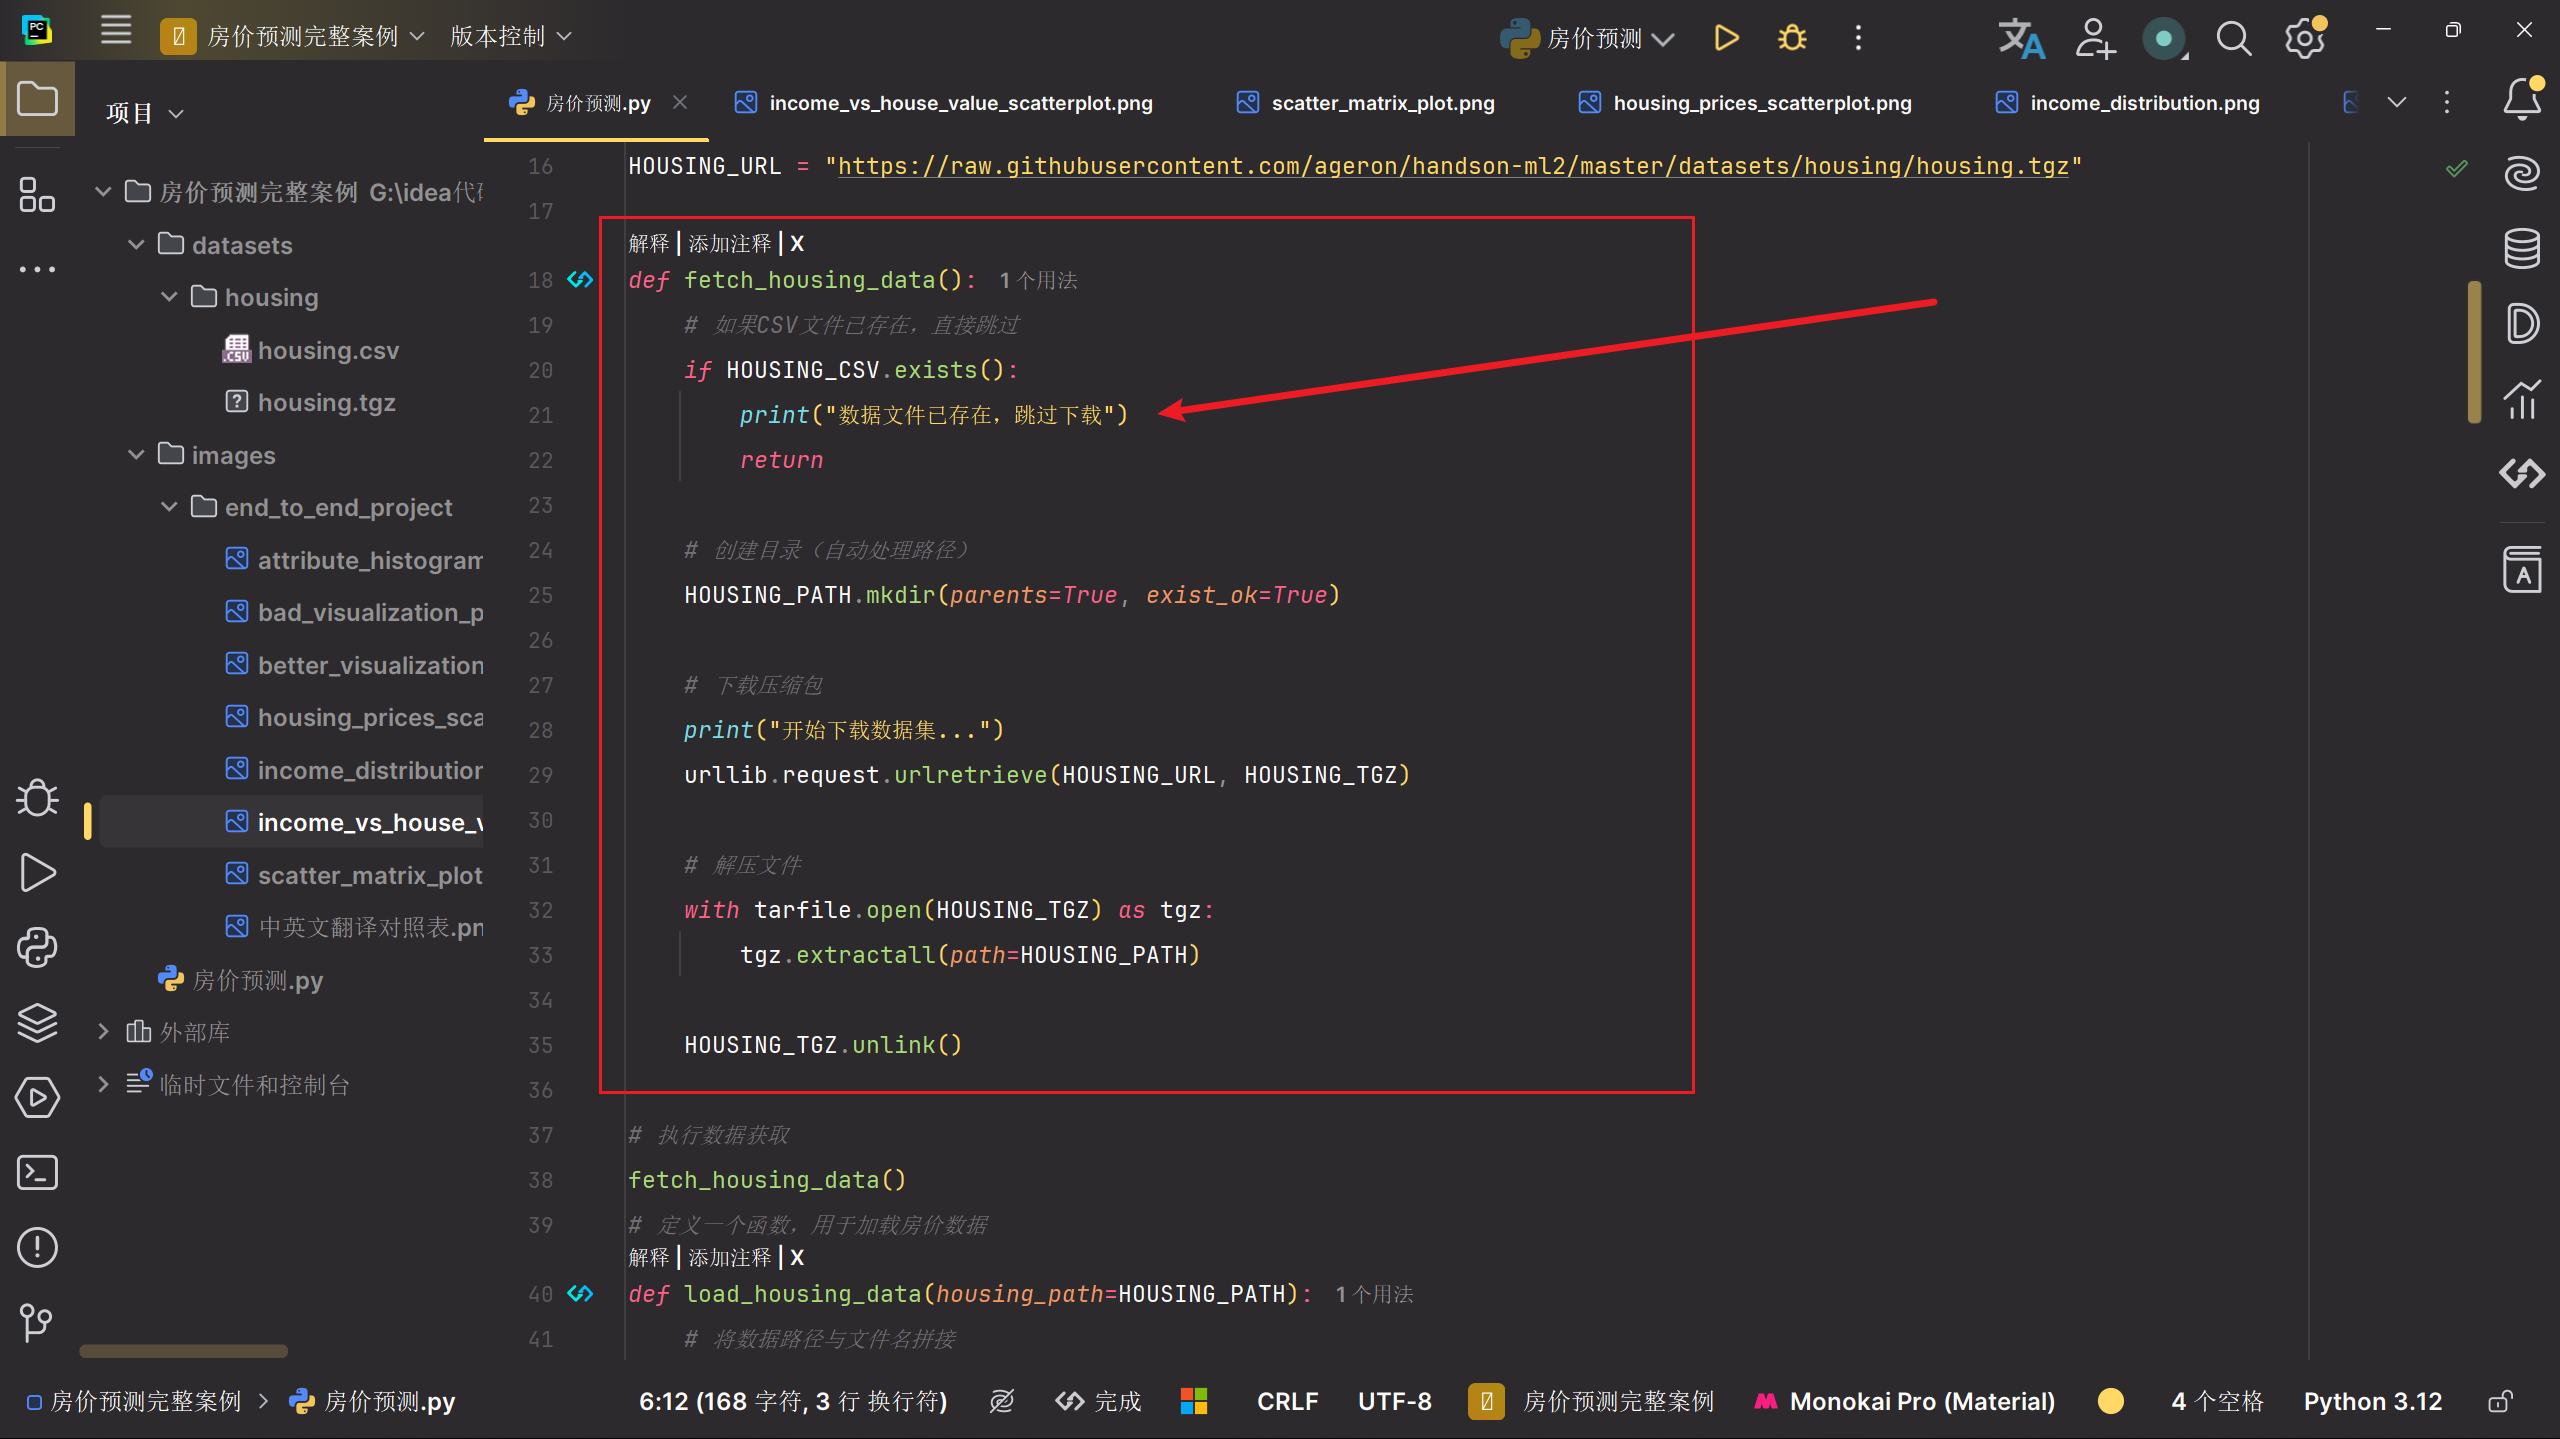 房价预测完整案例
版本控制
房价预测
项目
房价预测.py
income_vs_house_value_scatterplot.png
scatter_matrix_plot.png
housing_prices_scatterplot.png
income_distribution.png
房价预测完整案例 G:\idea代
datasets
housing
housing.csv
housing.tgz
images
end_to_end_project
attribute_histogram
bad_visualization_p
better_visualization
housing_prices_sca
income_distribution
income_vs_house_v
scatter_matrix_plot
中英文翻译对照表.pn
房价预测.py
外部库
临时文件和控制台
16 HOUSING_URL = "https://raw.githubusercontent.com/ageron/handson-ml2/master/datasets/housing/housing.tgz"
17
解释 | 添加注释 | X
18 def fetch_housing_data(): 1个用法
19 # 如果CSV文件已存在，直接跳过
20 if HOUSING_CSV.exists():
21 print("数据文件已存在，跳过下载")
22 return
23
24 # 创建目录（自动处理路径）
25 HOUSING_PATH.mkdir(parents=True, exist_ok=True)
26
27 # 下载压缩包
28 print("开始下载数据集...")
29 urllib.request.urlretrieve(HOUSING_URL, HOUSING_TGZ)
30
31 # 解压文件
32 with tarfile.open(HOUSING_TGZ) as tgz:
33 tgz.extractall(path=HOUSING_PATH)
34
35 HOUSING_TGZ.unlink()
36
37 # 执行数据获取
38 fetch_housing_data()
39 # 定义一个函数，用于加载房价数据
解释 | 添加注释 | X
40 def load_housing_data(housing_path=HOUSING_PATH): 1个用法
41 # 将数据路径与文件名拼接
房价预测完整案例 > 房价预测.py
6:12 (168 字符, 3 行 换行符)
完成
CRLF
UTF-8
房价预测完整案例
Monokai Pro (Material)
4 个空格
Python 3.12